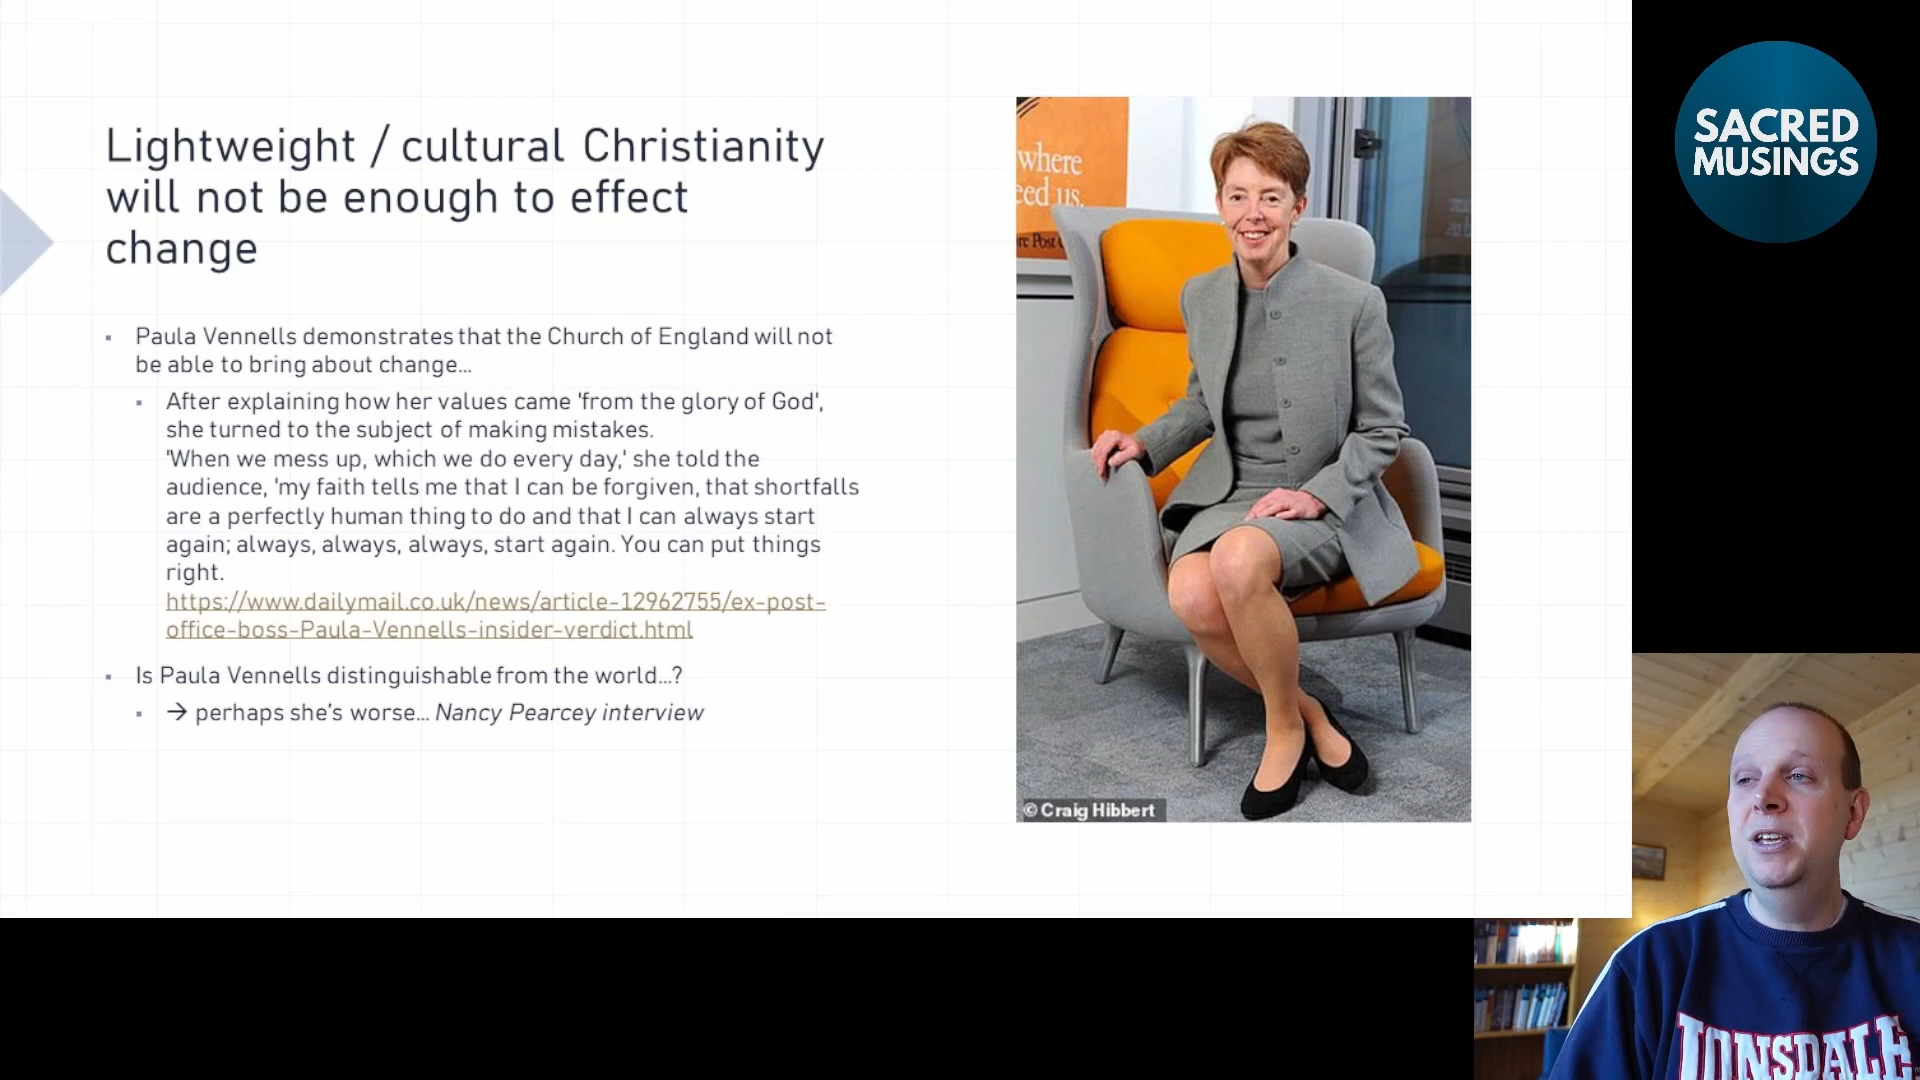 Lightweight / cultural Christianity
will not be enough to effect
change
▪ Paula Vennells demonstrates that the Church of England will not
be able to bring about change...
▪ After explaining how her values came 'from the glory of God',
she turned to the subject of making mistakes.
'When we mess up, which we do every day,' she told the
audience, 'my faith tells me that I can be forgiven, that shortfalls
are a perfectly human thing to do and that I can always start
again; always, always, always, start again. You can put things
right.
https://www.dailymail.co.uk/news/article-12962755/ex-post-
office-boss-Paula-Vennells-insider-verdict.html
▪ Is Paula Vennells distinguishable from the world...?
▪ → perhaps she's worse... Nancy Pearcey interview
where
eed us.
re Post
© Craig Hibbert
SACRED
MUSINGS
LONSDALE